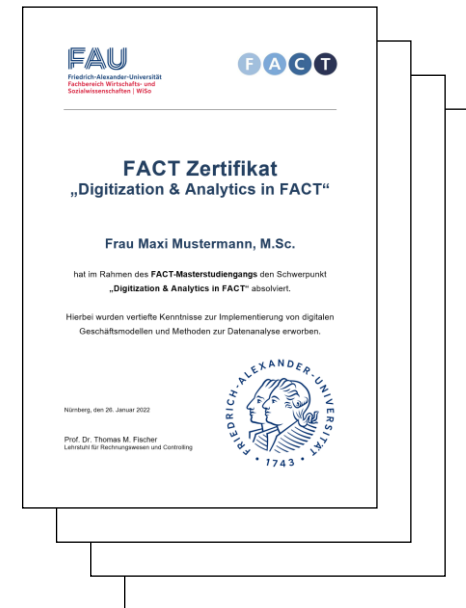 FAU
Friedrich-Alexander-Universität
Fachbereich Wirtschafts- und
Sozialwissenschaften | WiSo
F A C T
FACT Zertifikat
„Digitization & Analytics in FACT“
Frau Maxi Mustermann, M.Sc.
hat im Rahmen des FACT-Masterstudiengangs den Schwerpunkt
„Digitization & Analytics in FACT“ absolviert.
Hierbei wurden vertiefte Kenntnisse zur Implementierung von digitalen
Geschäftsmodellen und Methoden zur Datenanalyse erworben.
Nürnberg, den 26. Januar 2022
Prof. Dr. Thomas M. Fischer
Lehrstuhl für Rechnungswesen und Controlling
FRIEDRICH-ALEXANDER-UNIVERSITÄT
• 1743 •